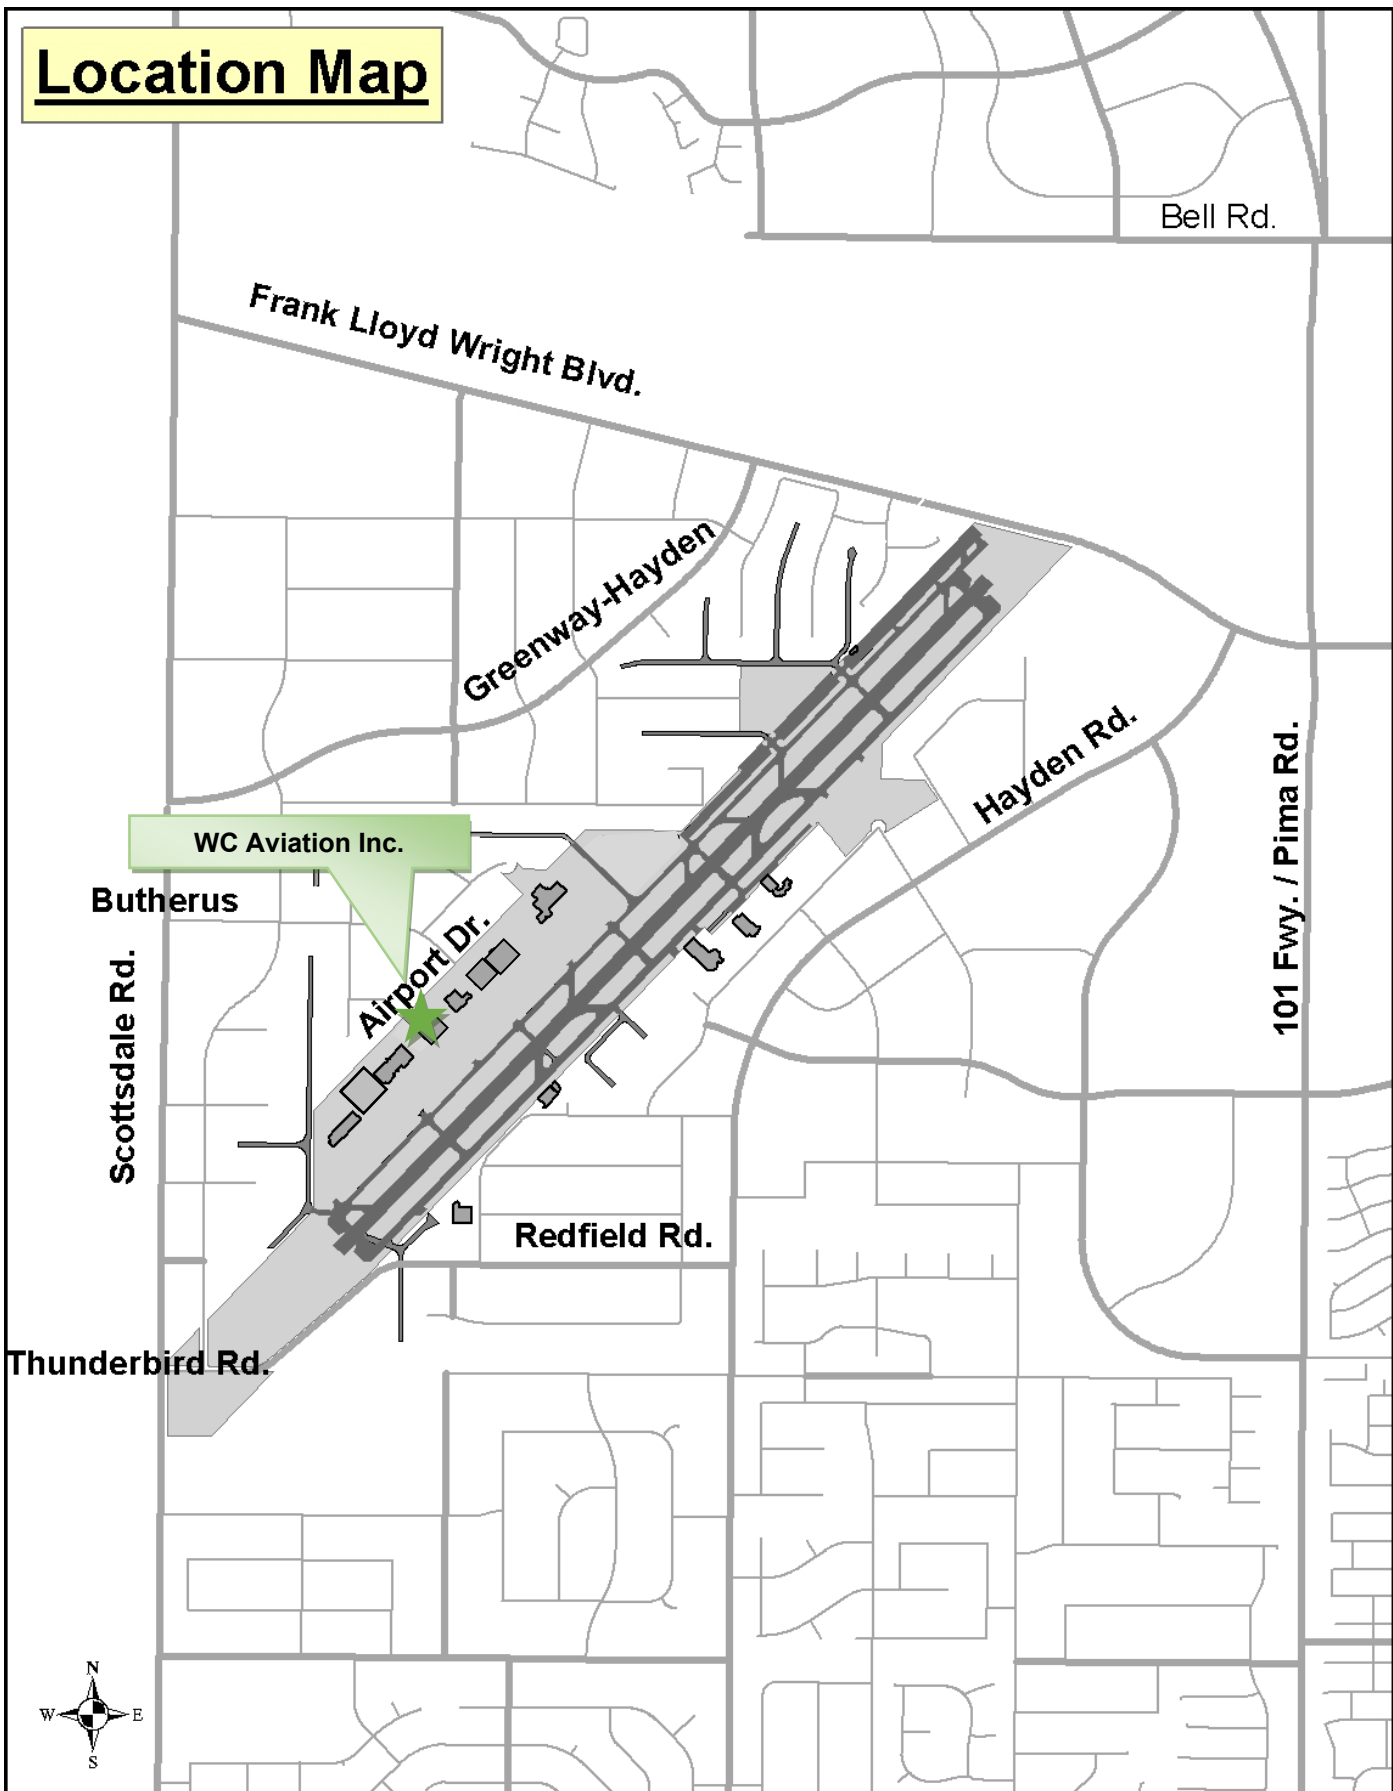 Location Map
Bell Rd.
Frank Lloyd Wright Blvd.
Greenway-Hayden
Hayden Rd.
101 Fwy. / Pima Rd.
WC Aviation Inc.
Butherus
Airport Dr.
Scottsdale Rd.
Redfield Rd.
Thunderbird Rd.
N
W E
S